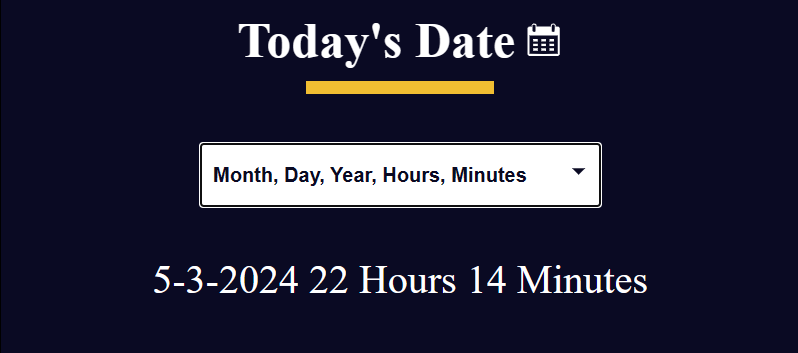 Today's Date
Month, Day, Year, Hours, Minutes
5-3-2024 22 Hours 14 Minutes